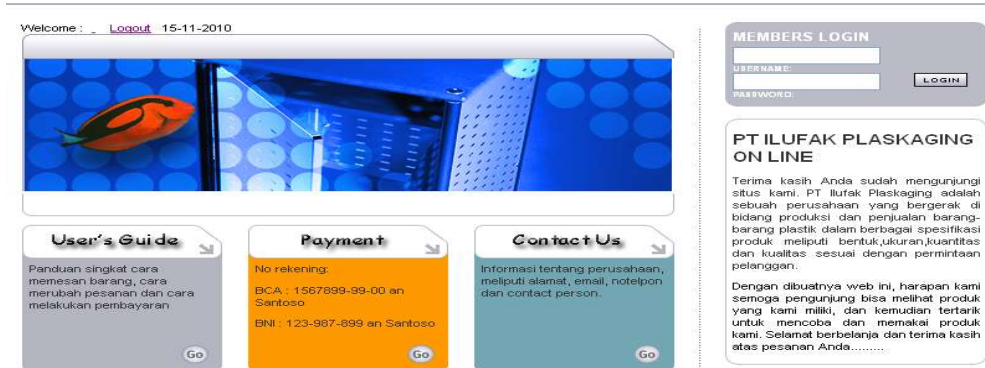 Welcome : _ Logout 15-11-2010
MEMBERS LOGIN
USERNAME:
LOGIN
PASSWORD:
PT ILUFAK PLASKAGING
ON LINE
Terima kasih Anda sudah mengunjungi
situs kami. PT Ilufak Plaskaging adalah
sebuah perusahaan yang bergerak di
bidang produksi dan penjualan barang-
barang plastik dalam berbagai spesifikasi
produk meliputi bentuk,ukuran,kuantitas
dan kualitas sesuai dengan permintaan
pelanggan.
Dengan dibuatnya web ini, harapan kami
semoga pengunjung bisa melihat produk
yang kami miliki, dan kemudian tertarik
untuk mencoba dan memakai produk
kami. Selamat berbelanja dan terima kasih
atas pesanan Anda.........
User's Guide
Panduan singkat cara
memesan barang, cara
merubah pesanan dan cara
melakukan pembayaran
Go
Payment
No rekening:
BCA : 1567899-99-00 an
Santoso
BNI : 123-987-899 an Santoso
Go
Contact Us
Informasi tentang perusahaan,
meliputi alamat, email, notelpon
dan contact person.
Go